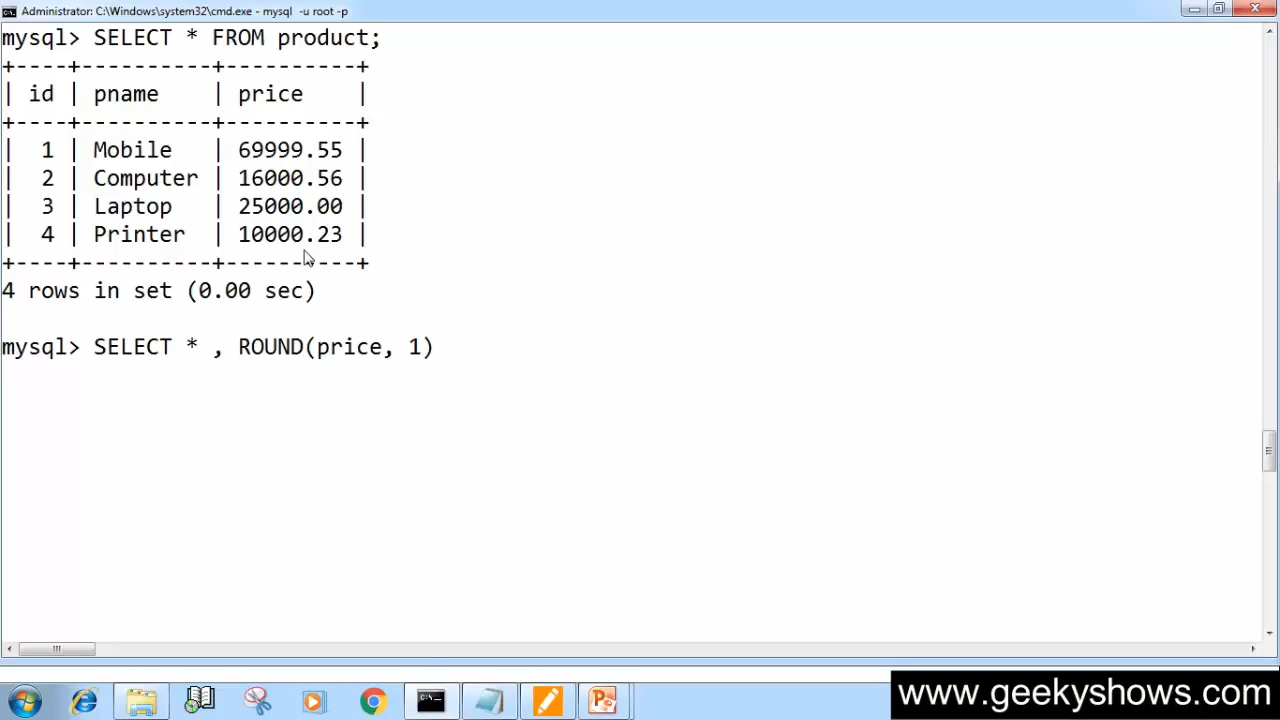 Administrator: C:\Windows\system32\cmd.exe - mysql  -u root -p
mysql> SELECT * FROM product;
+----+----------+----------+
| id | pname    | price    |
+----+----------+----------+
|  1 | Mobile   | 69999.55 |
|  2 | Computer | 16000.56 |
|  3 | Laptop   | 25000.00 |
|  4 | Printer  | 10000.23 |
+----+----------+----------+
4 rows in set (0.00 sec)
mysql> SELECT * , ROUND(price, 1)
www.geekyshows.com